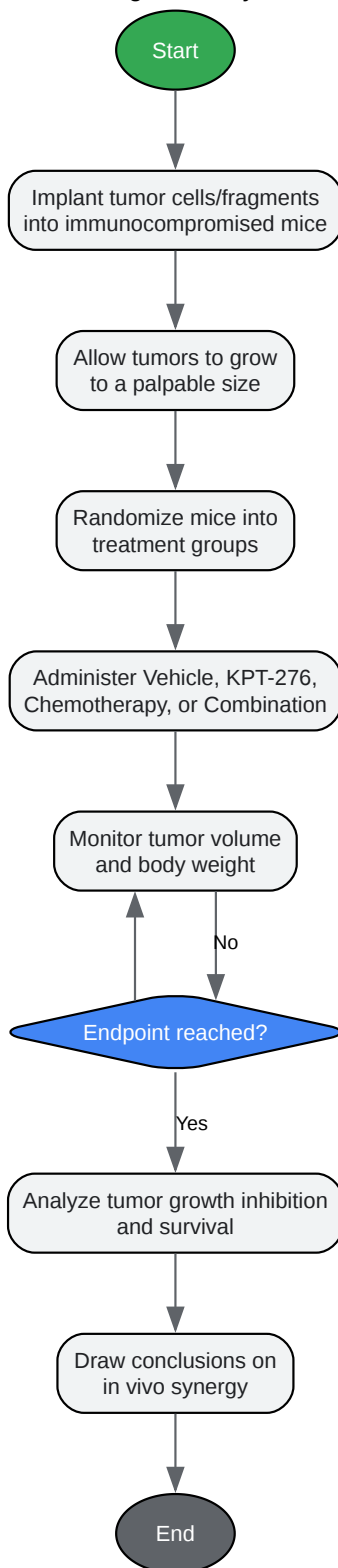 Start
Implant tumor cells/fragments
into immunocompromised mice
Allow tumors to grow
to a palpable size
Randomize mice into
treatment groups
Administer Vehicle, KPT-276,
Chemotherapy, or Combination
Monitor tumor volume
and body weight
No
Endpoint reached?
Yes
Analyze tumor growth inhibition
and survival
Draw conclusions on
in vivo synergy
End